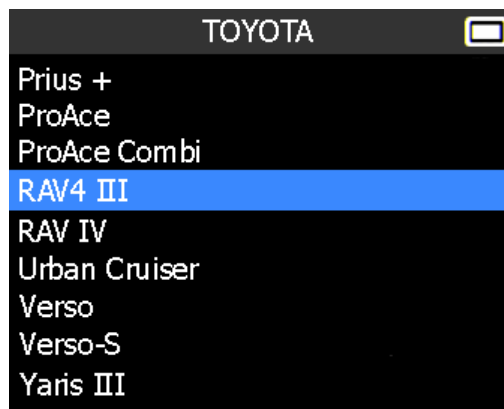 TOYOTA
Prius +
ProAce
ProAce Combi
RAV4 III
RAV IV
Urban Cruiser
Verso
Verso-S
Yaris III